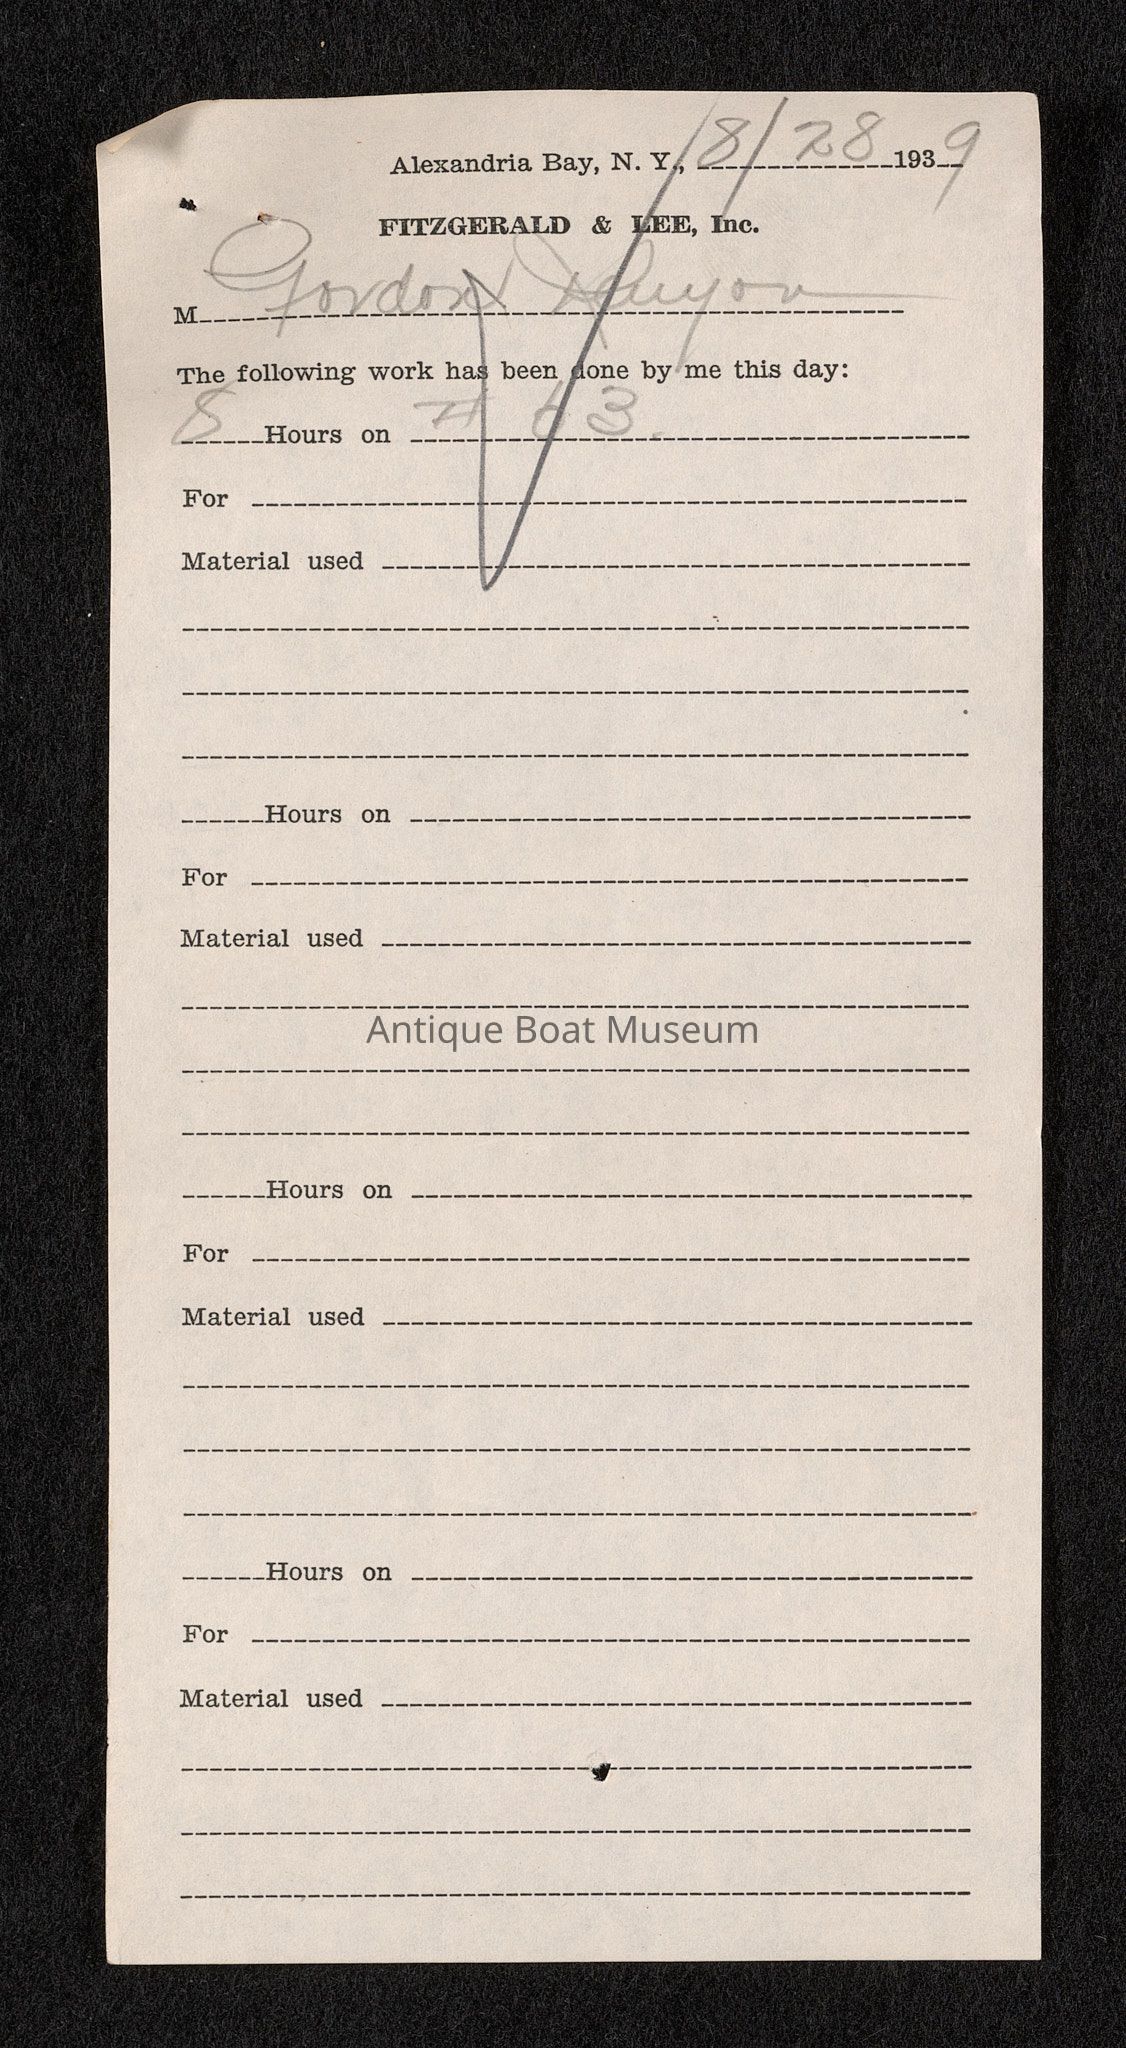 Alexandria Bay, N. Y., 8/28 1939
FITZGERALD & LEE, Inc.
M Gordon
The following work has been done by me this day:
8 Hours on # 63.
For
Material used
Hours on
For
Material used
Antique Boat Museum
Hours on
For
Material used
Hours on
For
Material used